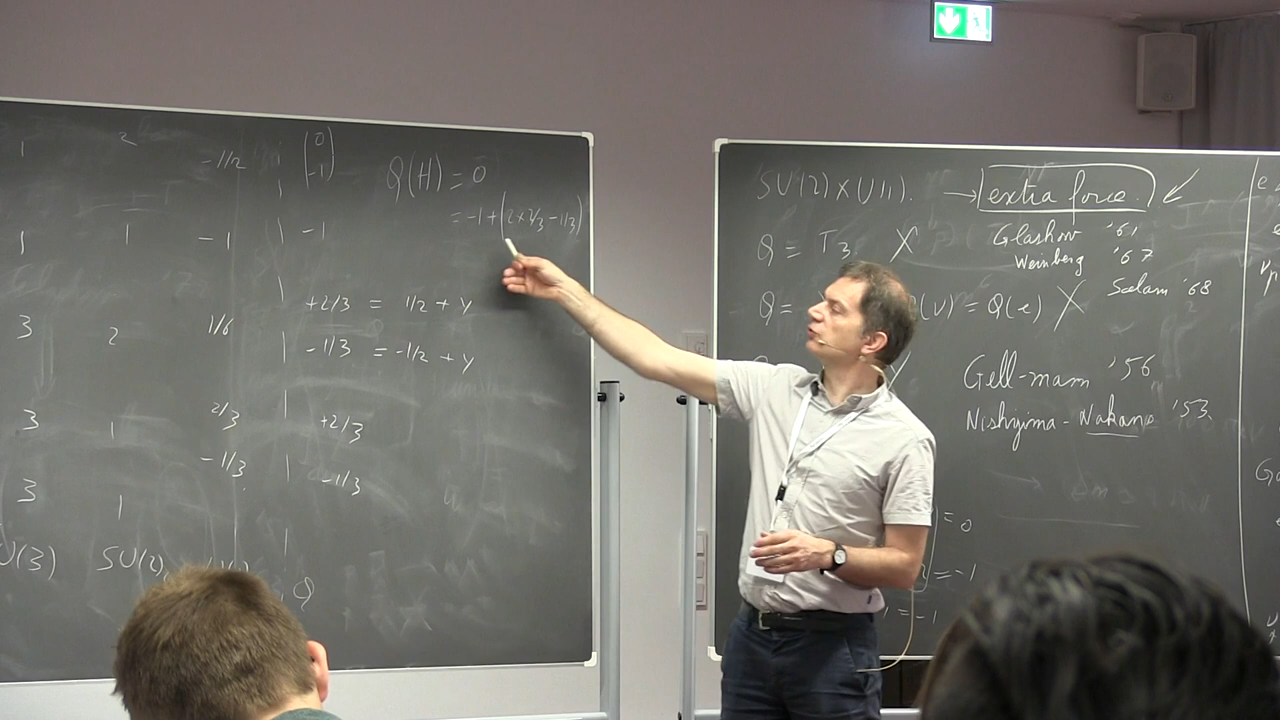 1 2 -1/2 (0 -1) Q(H) = 0
= -1 + (2 × 2/3 - 1/3)
1 1 -1 | -1
+2/3 = 1/2 + y
3 2 1/6
-1/3 = -1/2 + y
3 1 2/3 +2/3
-1/3 | -1/3
3 1
U(3) SU(2) Q
SU(2) × U(1). → extra force.
Glashow '61
Q = T3 X
Weinberg '67
Salam '68
Q = (ν) = Q(e) X
Gell-mann '56
Nishijima - Nakano '53.
= 0
= -1
= -1